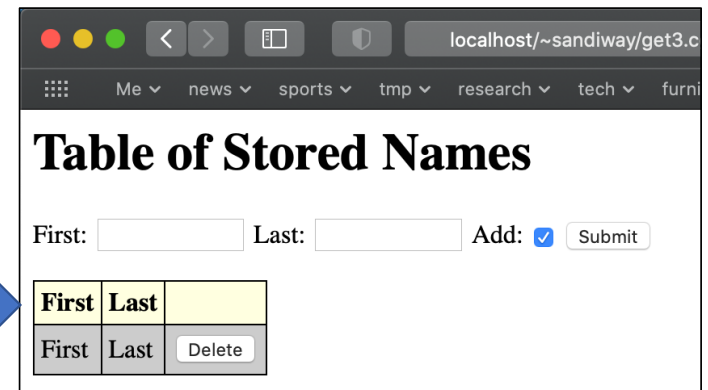 localhost/~sandiway/get3.c
Me news sports tmp research tech furni
Table of Stored Names
First: Last: Add: Submit
First Last
First Last Delete